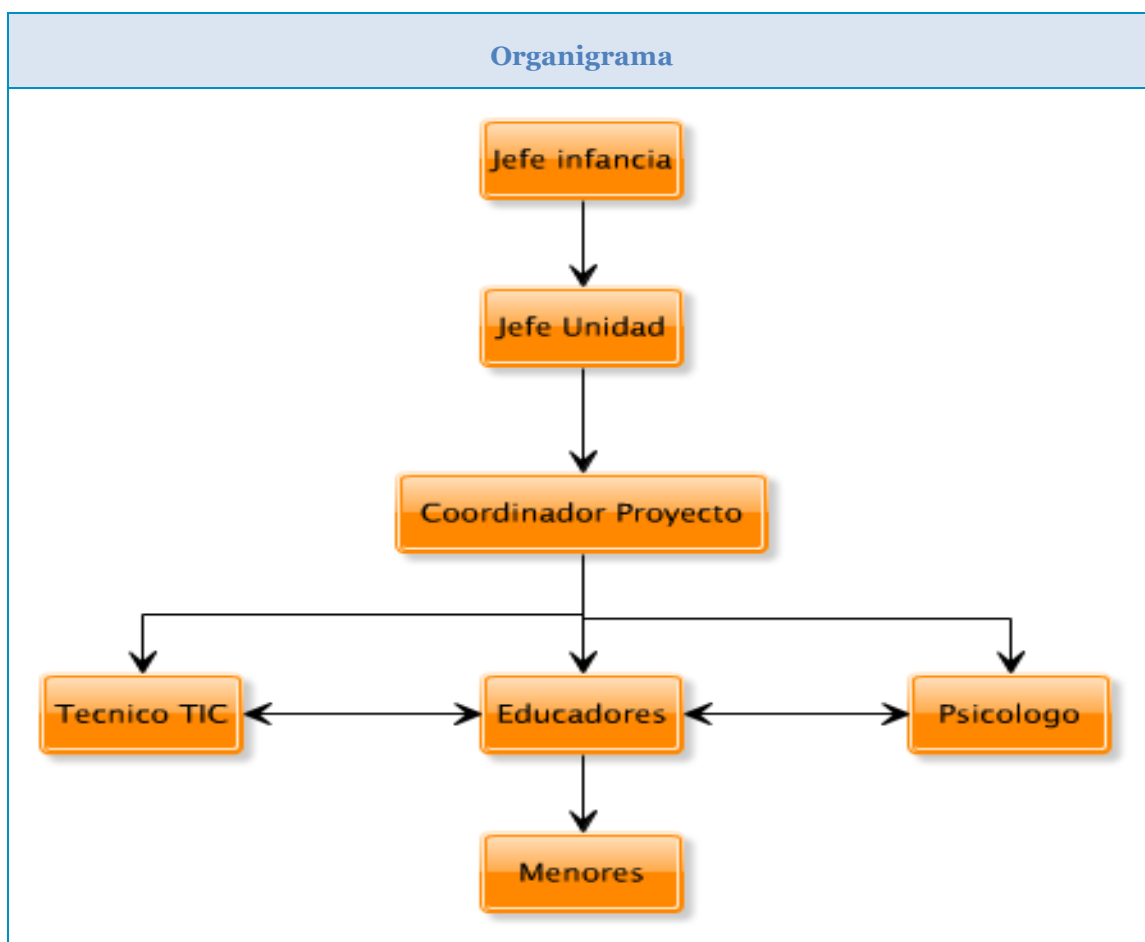 Organigrama
Jefe infancia
Jefe Unidad
Coordinador Proyecto
Tecnico TIC
Educadores
Psicologo
Menores